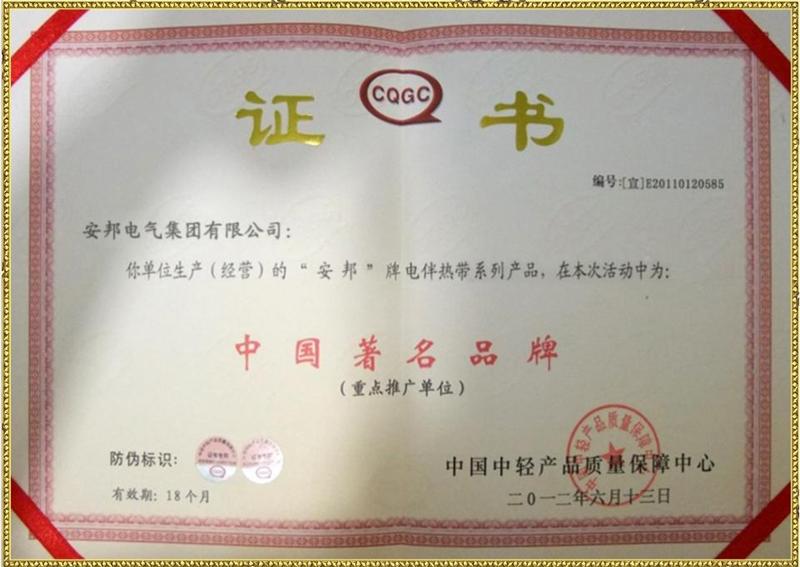 证 CQGC 书
编号:[宜]E20110120585
安邦电气集团有限公司:
你单位生产(经营)的“安邦”牌电伴热带系列产品,在本次活动中为:
中国著名品牌
(重点推广单位)
防伪标识:
中国中轻产品质量保障中心
有效期: 18个月
二〇一二年六月十三日